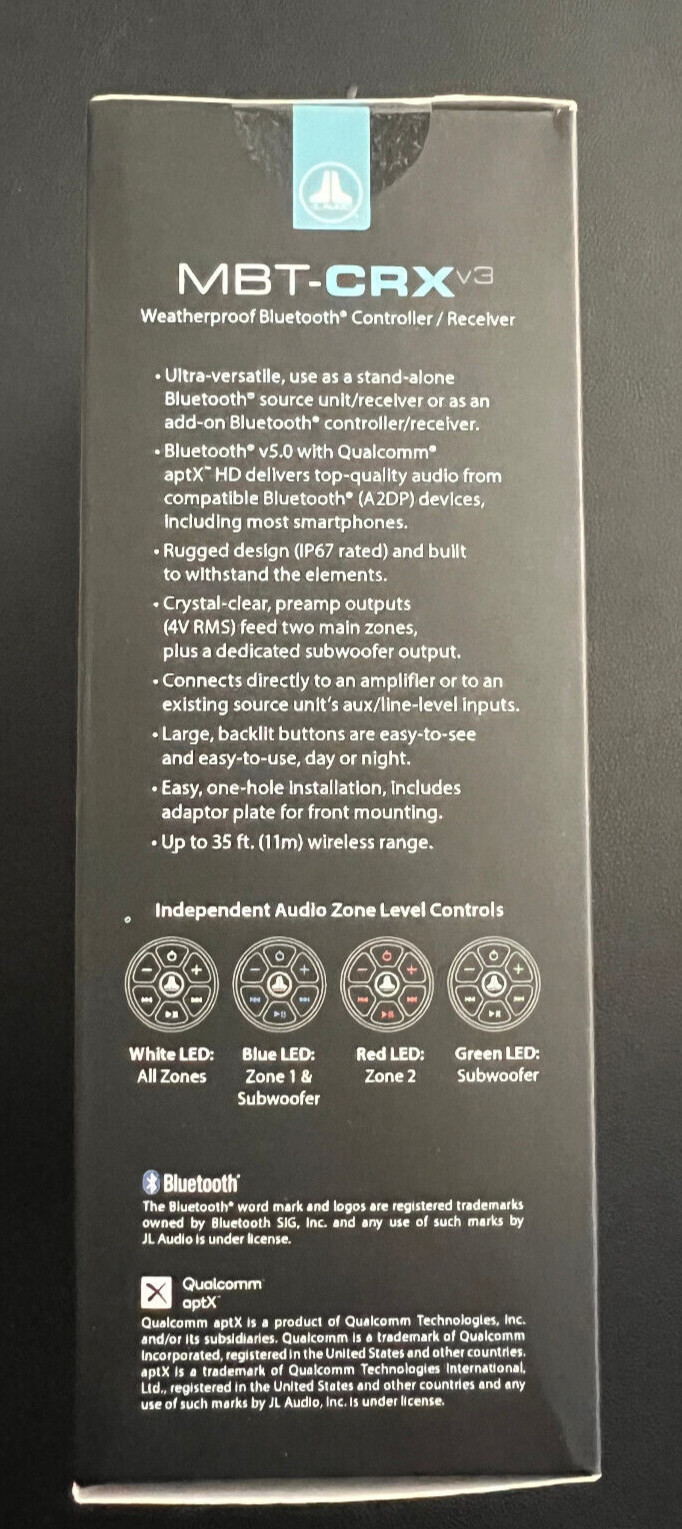 JL AUDIO
MBT-CRXv3
Weatherproof Bluetooth® Controller / Receiver
• Ultra-versatile, use as a stand-alone
Bluetooth® source unit/receiver or as an
add-on Bluetooth® controller/receiver.
• Bluetooth® v5.0 with Qualcomm®
aptX™ HD delivers top-quality audio from
compatible Bluetooth® (A2DP) devices,
including most smartphones.
• Rugged design (IP67 rated) and built
to withstand the elements.
• Crystal-clear, preamp outputs
(4V RMS) feed two main zones,
plus a dedicated subwoofer output.
• Connects directly to an amplifier or to an
existing source unit's aux/line-level inputs.
• Large, backlit buttons are easy-to-see
and easy-to-use, day or night.
• Easy, one-hole installation, includes
adaptor plate for front mounting.
• Up to 35 ft. (11m) wireless range.
Independent Audio Zone Level Controls
White LED:
All Zones
Blue LED:
Zone 1 &
Subwoofer
Red LED:
Zone 2
Green LED:
Subwoofer
Bluetooth®
The Bluetooth® word mark and logos are registered trademarks
owned by Bluetooth SIG, Inc. and any use of such marks by
JL Audio is under license.
Qualcomm
aptX™
Qualcomm aptX is a product of Qualcomm Technologies, Inc.
and/or its subsidiaries. Qualcomm is a trademark of Qualcomm
Incorporated, registered in the United States and other countries.
aptX is a trademark of Qualcomm Technologies International,
Ltd., registered in the United States and other countries and any
use of such marks by JL Audio, Inc. is under license.